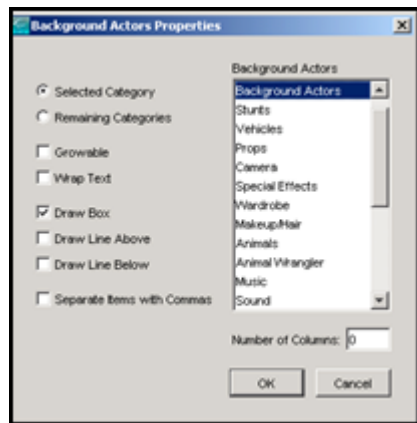 Background Actors Properties
Selected Category
Remaining Categories
Growable
Wrap Text
Draw Box
Draw Line Above
Draw Line Below
Separate Items with Commas
Background Actors
Background Actors
Stunts
Vehicles
Props
Camera
Special Effects
Wardrobe
Makeup/Hair
Animals
Animal Wrangler
Music
Sound
Number of Columns: 0
OK Cancel